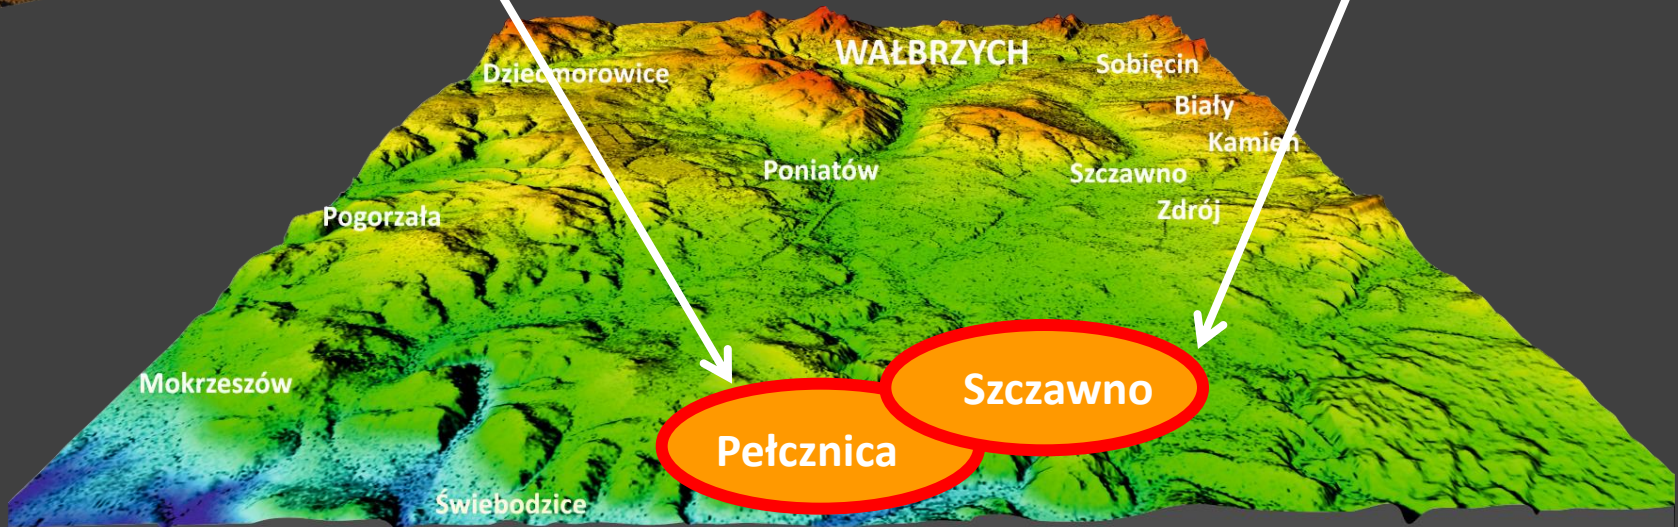 WAŁBRZYCH
Sobięcin
Dziećmorowice
Biały
Kamień
Poniatów
Szczawno
Zdrój
Pogorzała
Mokrzeszów
Szczawno
Pełcznica
Świebodzice